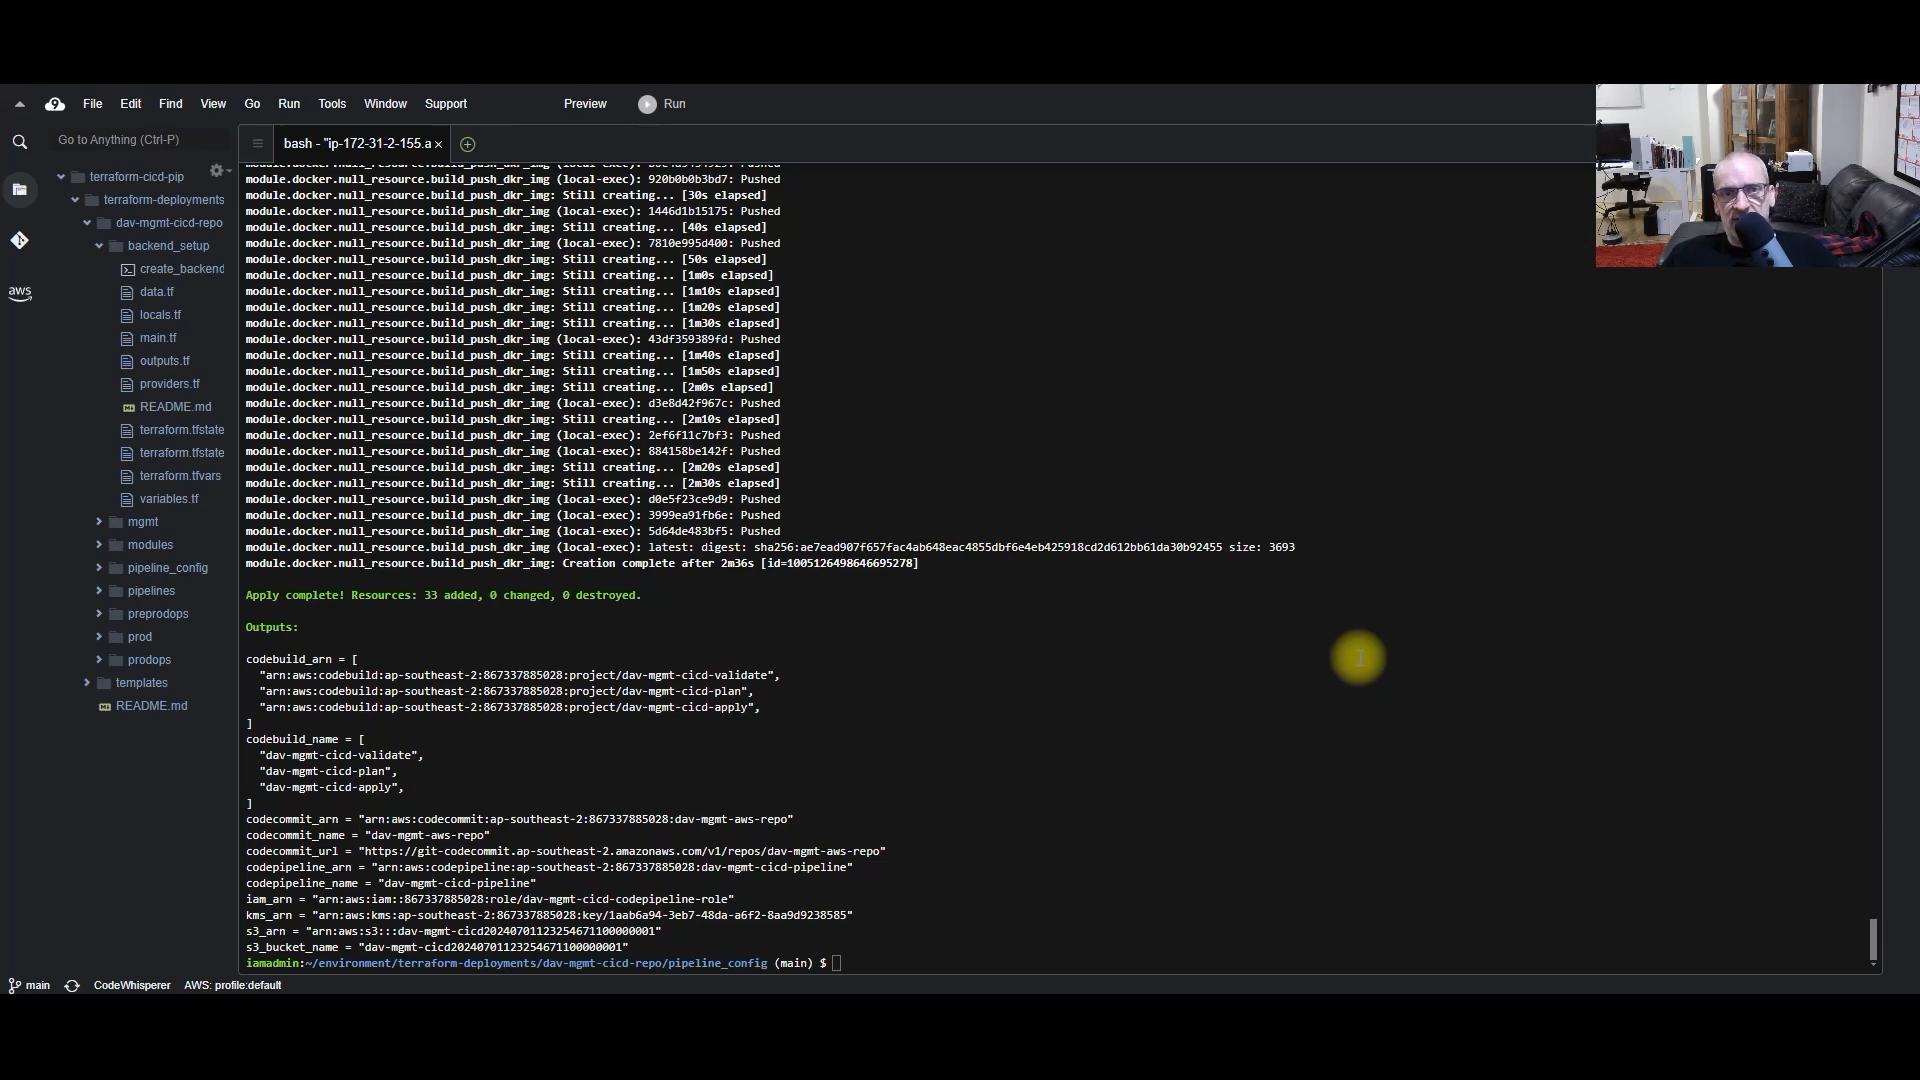 File Edit Find View Go Run Tools Window Support Preview Run
Go to Anything (Ctrl-P)
bash - "ip-172-31-2-155.a
terraform-cicd-pip
terraform-deployments
dav-mgmt-cicd-repo
backend_setup
create_backend
data.tf
locals.tf
main.tf
outputs.tf
providers.tf
README.md
terraform.tfstate
terraform.tfstate
terraform.tfvars
variables.tf
mgmt
modules
pipeline_config
pipelines
preprodops
prod
prodops
templates
README.md
aws
module.docker.null_resource.build_push_dkr_img (local-exec): 920b0b0b3bd7: Pushed
module.docker.null_resource.build_push_dkr_img: Still creating... [30s elapsed]
module.docker.null_resource.build_push_dkr_img (local-exec): 1446d1b15175: Pushed
module.docker.null_resource.build_push_dkr_img: Still creating... [40s elapsed]
module.docker.null_resource.build_push_dkr_img (local-exec): 7810e995d400: Pushed
module.docker.null_resource.build_push_dkr_img: Still creating... [50s elapsed]
module.docker.null_resource.build_push_dkr_img: Still creating... [1m0s elapsed]
module.docker.null_resource.build_push_dkr_img: Still creating... [1m10s elapsed]
module.docker.null_resource.build_push_dkr_img: Still creating... [1m20s elapsed]
module.docker.null_resource.build_push_dkr_img: Still creating... [1m30s elapsed]
module.docker.null_resource.build_push_dkr_img (local-exec): 43df359389fd: Pushed
module.docker.null_resource.build_push_dkr_img: Still creating... [1m40s elapsed]
module.docker.null_resource.build_push_dkr_img: Still creating... [1m50s elapsed]
module.docker.null_resource.build_push_dkr_img: Still creating... [2m0s elapsed]
module.docker.null_resource.build_push_dkr_img (local-exec): d3e8d42f967c: Pushed
module.docker.null_resource.build_push_dkr_img: Still creating... [2m10s elapsed]
module.docker.null_resource.build_push_dkr_img (local-exec): 2ef6f11c7bf3: Pushed
module.docker.null_resource.build_push_dkr_img (local-exec): 884158be142f: Pushed
module.docker.null_resource.build_push_dkr_img: Still creating... [2m20s elapsed]
module.docker.null_resource.build_push_dkr_img: Still creating... [2m30s elapsed]
module.docker.null_resource.build_push_dkr_img (local-exec): d0e5f23ce9d9: Pushed
module.docker.null_resource.build_push_dkr_img (local-exec): 3999ea91fb6e: Pushed
module.docker.null_resource.build_push_dkr_img (local-exec): 5d64de483bf5: Pushed
module.docker.null_resource.build_push_dkr_img (local-exec): latest: digest: sha256:ae7ead907f657fac4ab648eac4855dbf6e4eb425918cd2d612bb61da30b92455 size: 3693
module.docker.null_resource.build_push_dkr_img: Creation complete after 2m36s [id=1005126498646695278]
Apply complete! Resources: 33 added, 0 changed, 0 destroyed.
Outputs:
codebuild_arn = [
"arn:aws:codebuild:ap-southeast-2:867337885028:project/dav-mgmt-cicd-validate",
"arn:aws:codebuild:ap-southeast-2:867337885028:project/dav-mgmt-cicd-plan",
"arn:aws:codebuild:ap-southeast-2:867337885028:project/dav-mgmt-cicd-apply",
]
codebuild_name = [
"dav-mgmt-cicd-validate",
"dav-mgmt-cicd-plan",
"dav-mgmt-cicd-apply",
]
codecommit_arn = "arn:aws:codecommit:ap-southeast-2:867337885028:dav-mgmt-aws-repo"
codecommit_name = "dav-mgmt-aws-repo"
codecommit_url = "https://git-codecommit.ap-southeast-2.amazonaws.com/v1/repos/dav-mgmt-aws-repo"
codepipeline_arn = "arn:aws:codepipeline:ap-southeast-2:867337885028:dav-mgmt-cicd-pipeline"
codepipeline_name = "dav-mgmt-cicd-pipeline"
iam_arn = "arn:aws:iam::867337885028:role/dav-mgmt-cicd-codepipeline-role"
kms_arn = "arn:aws:kms:ap-southeast-2:867337885028:key/1aab6a94-3eb7-48da-a6f2-8aa9d9238585"
s3_arn = "arn:aws:s3:::dav-mgmt-cicd20240701123254671100000001"
s3_bucket_name = "dav-mgmt-cicd20240701123254671100000001"
iamadmin:~/environment/terraform-deployments/dav-mgmt-cicd-repo/pipeline_config (main) $
main CodeWhisperer AWS: profile:default